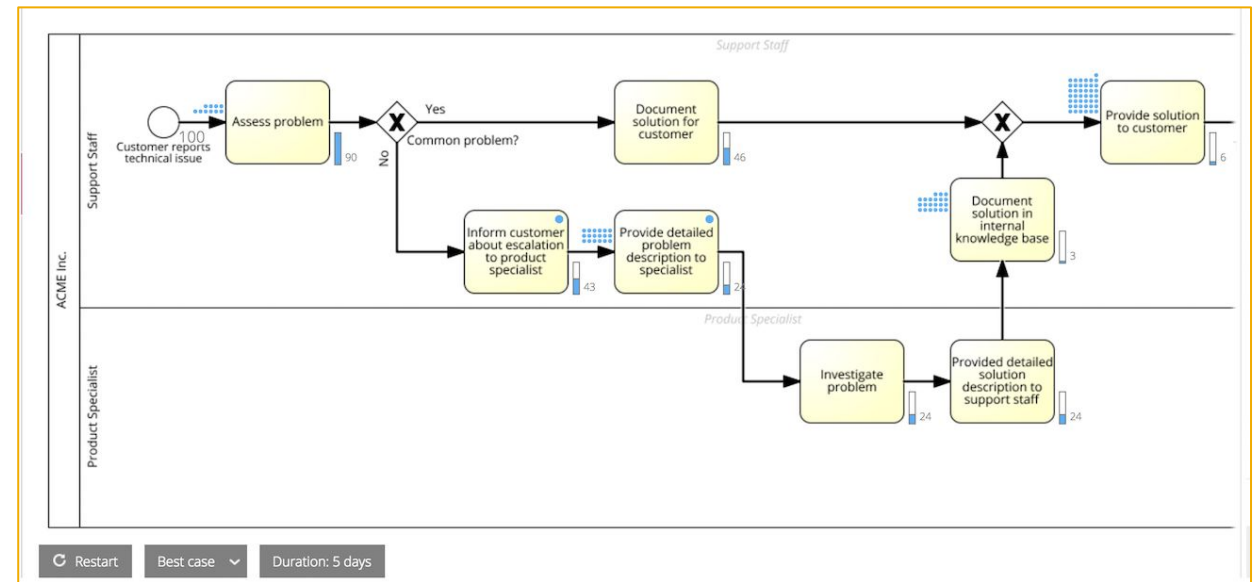 Support Staff
ACME Inc.
Support Staff
100
Customer reports
technical issue
Assess problem
90
X
Yes
Common problem?
No
Document
solution for
customer
46
X
Provide solution
to customer
6
Inform customer
about escalation
to product
specialist
43
Provide detailed
problem
description to
specialist
24
Document
solution in
internal
knowledge base
3
Product Specialist
Product Specialist
Investigate
problem
24
Provided detailed
solution
description to
support staff
24
Restart
Best case
Duration: 5 days